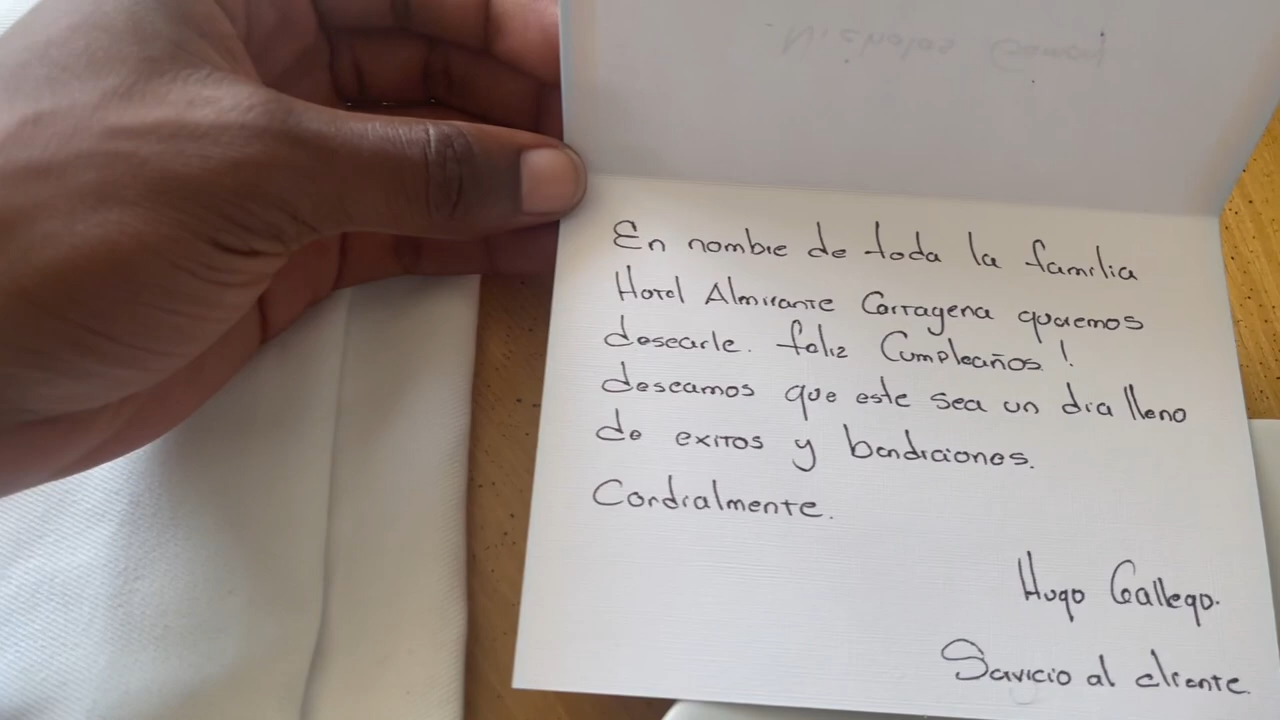 En nombre de toda la familia
Hotel Almirante Cartagena queremos
desearle. feliz Cumpleaños!
deseamos que este sea un dia lleno
de exitos y bendiciones.
Cordialmente.
Hugo Gallego.
Servicio al cliente.